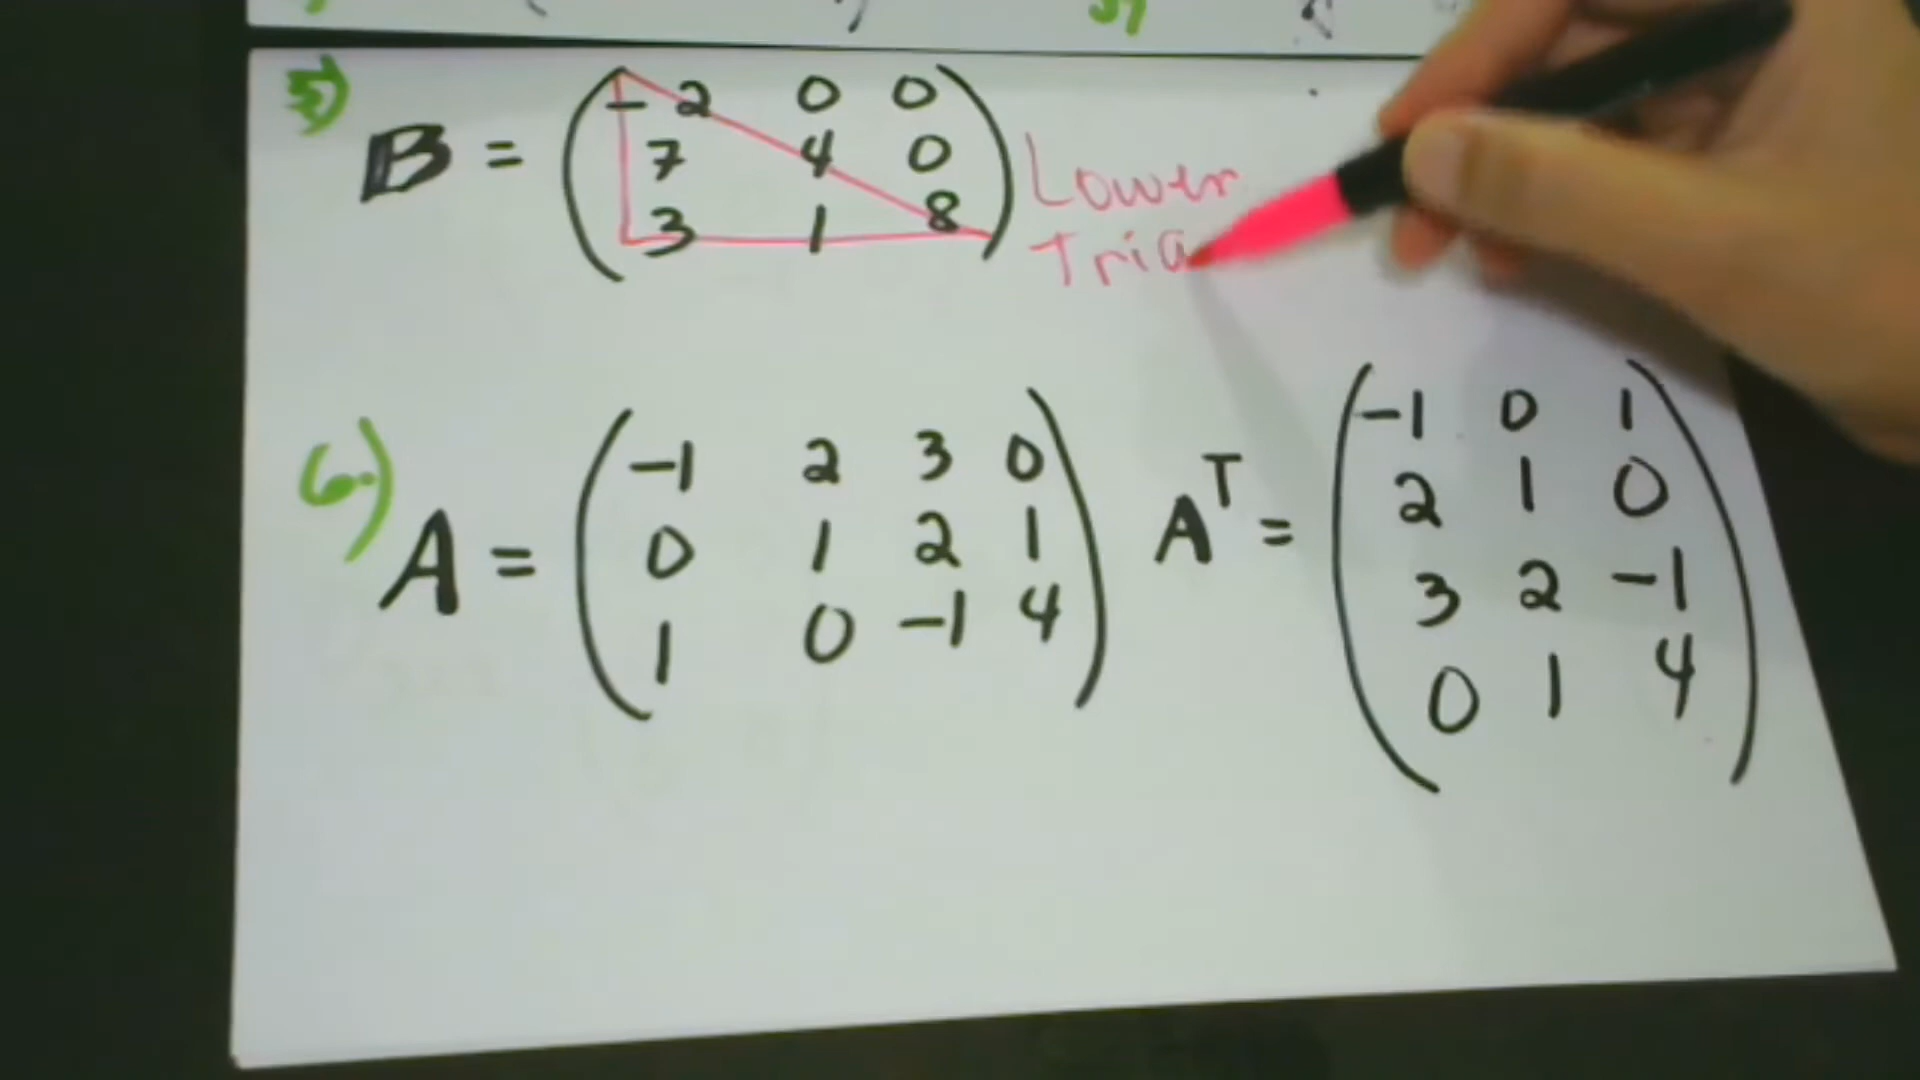 5)
B = ( -2 0 0
7 4 0
3 1 8 )
Lower
Tria
6.)
A = ( -1 2 3 0
0 1 2 1
1 0 -1 4 )
A^T = ( -1 0 1
2 1 0
3 2 -1
0 1 4 )